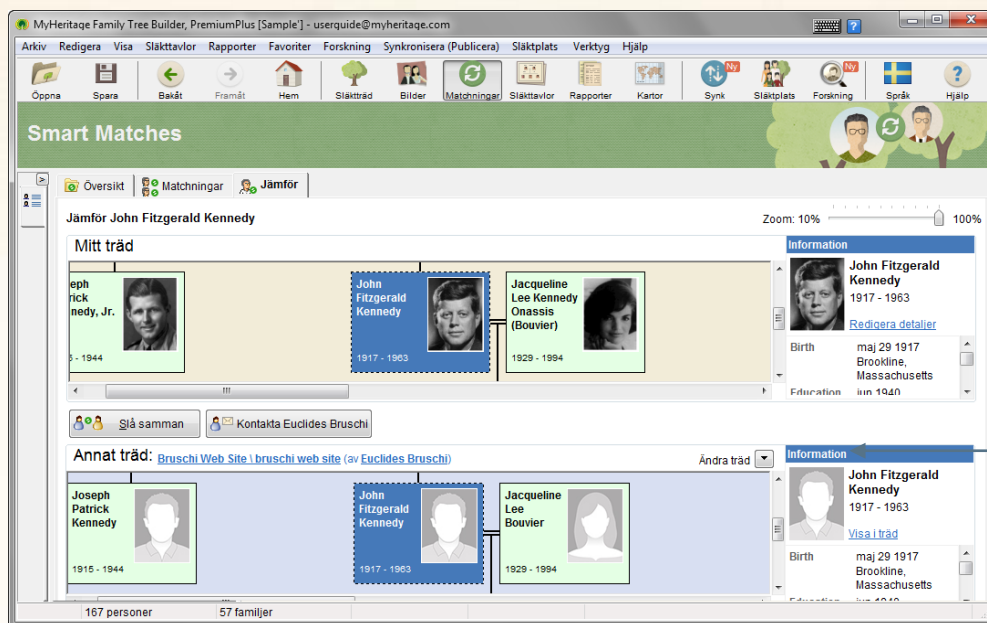 MyHeritage Family Tree Builder, PremiumPlus [Sample'] - userguide@myheritage.com
Arkiv Redigera Visa Släkttavlor Rapporter Favoriter Forskning Synkronisera (Publicera) Släktplats Verktyg Hjälp
Ny Ny
Öppna Spara Bakåt Framåt Hem Släktträd Bilder Matchningar Släkttavlor Rapporter Kartor Synk Släktplats Forskning Språk Hjälp
Smart Matches
Översikt Matchningar Jämför
Jämför John Fitzgerald Kennedy
Zoom: 10% 100%
Mitt träd
eph
rick
nedy, Jr.
- 1944
John
Fitzgerald
Kennedy
1917 - 1963
Jacqueline
Lee Kennedy
Onassis
(Bouvier)
1929 - 1994
Information
John Fitzgerald
Kennedy
1917 - 1963
Redigera detaljer
Birth maj 29 1917
Brookline,
Massachusetts
Education jun 1940
Slå samman Kontakta Euclides Bruschi
Annat träd: Bruschi Web Site \ bruschi web site (av Euclides Bruschi)
Ändra träd
Joseph
Patrick
Kennedy
1915 - 1944
John
Fitzgerald
Kennedy
1917 - 1963
Jacqueline
Lee
Bouvier
1929 - 1994
Information
John Fitzgerald
Kennedy
1917 - 1963
Visa i träd
Birth maj 29 1917
Brookline,
Massachusetts
Education jun 1940
167 personer 57 familjer